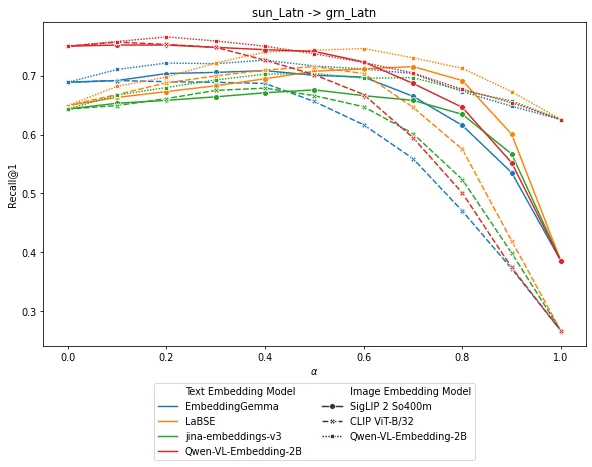 sun_Latn -> grn_Latn
Recall@1
0.7
0.6
0.5
0.4
0.3
0.0
0.2
0.4
0.6
0.8
1.0
α
Text Embedding Model
EmbeddingGemma
LaBSE
jina-embeddings-v3
Qwen-VL-Embedding-2B
Image Embedding Model
SigLIP 2 So400m
CLIP ViT-B/32
Qwen-VL-Embedding-2B